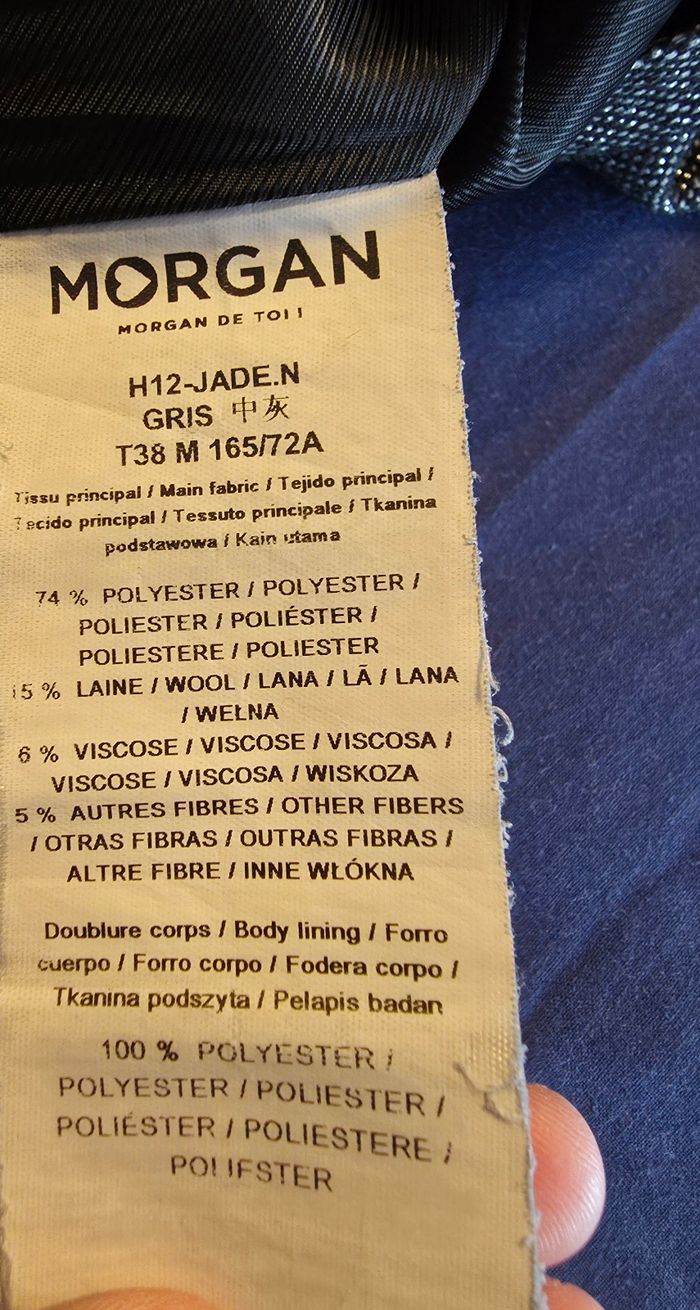 MORGAN
MORGAN DE TOI !
H12-JADE.N
GRIS 中灰
T38 M 165/72A
Tissu principal / Main fabric / Tejido principal /
Tecido principal / Tessuto principale / Tkanina
podstawowa / Kain utama
74 % POLYESTER / POLYESTER /
POLIESTER / POLIÉSTER /
POLIESTERE / POLIESTER
15 % LAINE / WOOL / LANA / LÃ / LANA
/ WEŁNA
6 % VISCOSE / VISCOSE / VISCOSA /
VISCOSE / VISCOSA / WISKOZA
5 % AUTRES FIBRES / OTHER FIBERS
/ OTRAS FIBRAS / OUTRAS FIBRAS /
ALTRE FIBRE / INNE WŁÓKNA
Doublure corps / Body lining / Forro
cuerpo / Forro corpo / Fodera corpo /
Tkanina podszyta / Pelapis badan
100 % POLYESTER /
POLYESTER / POLIESTER /
POLIÉSTER / POLIESTERE /
POLIESTER